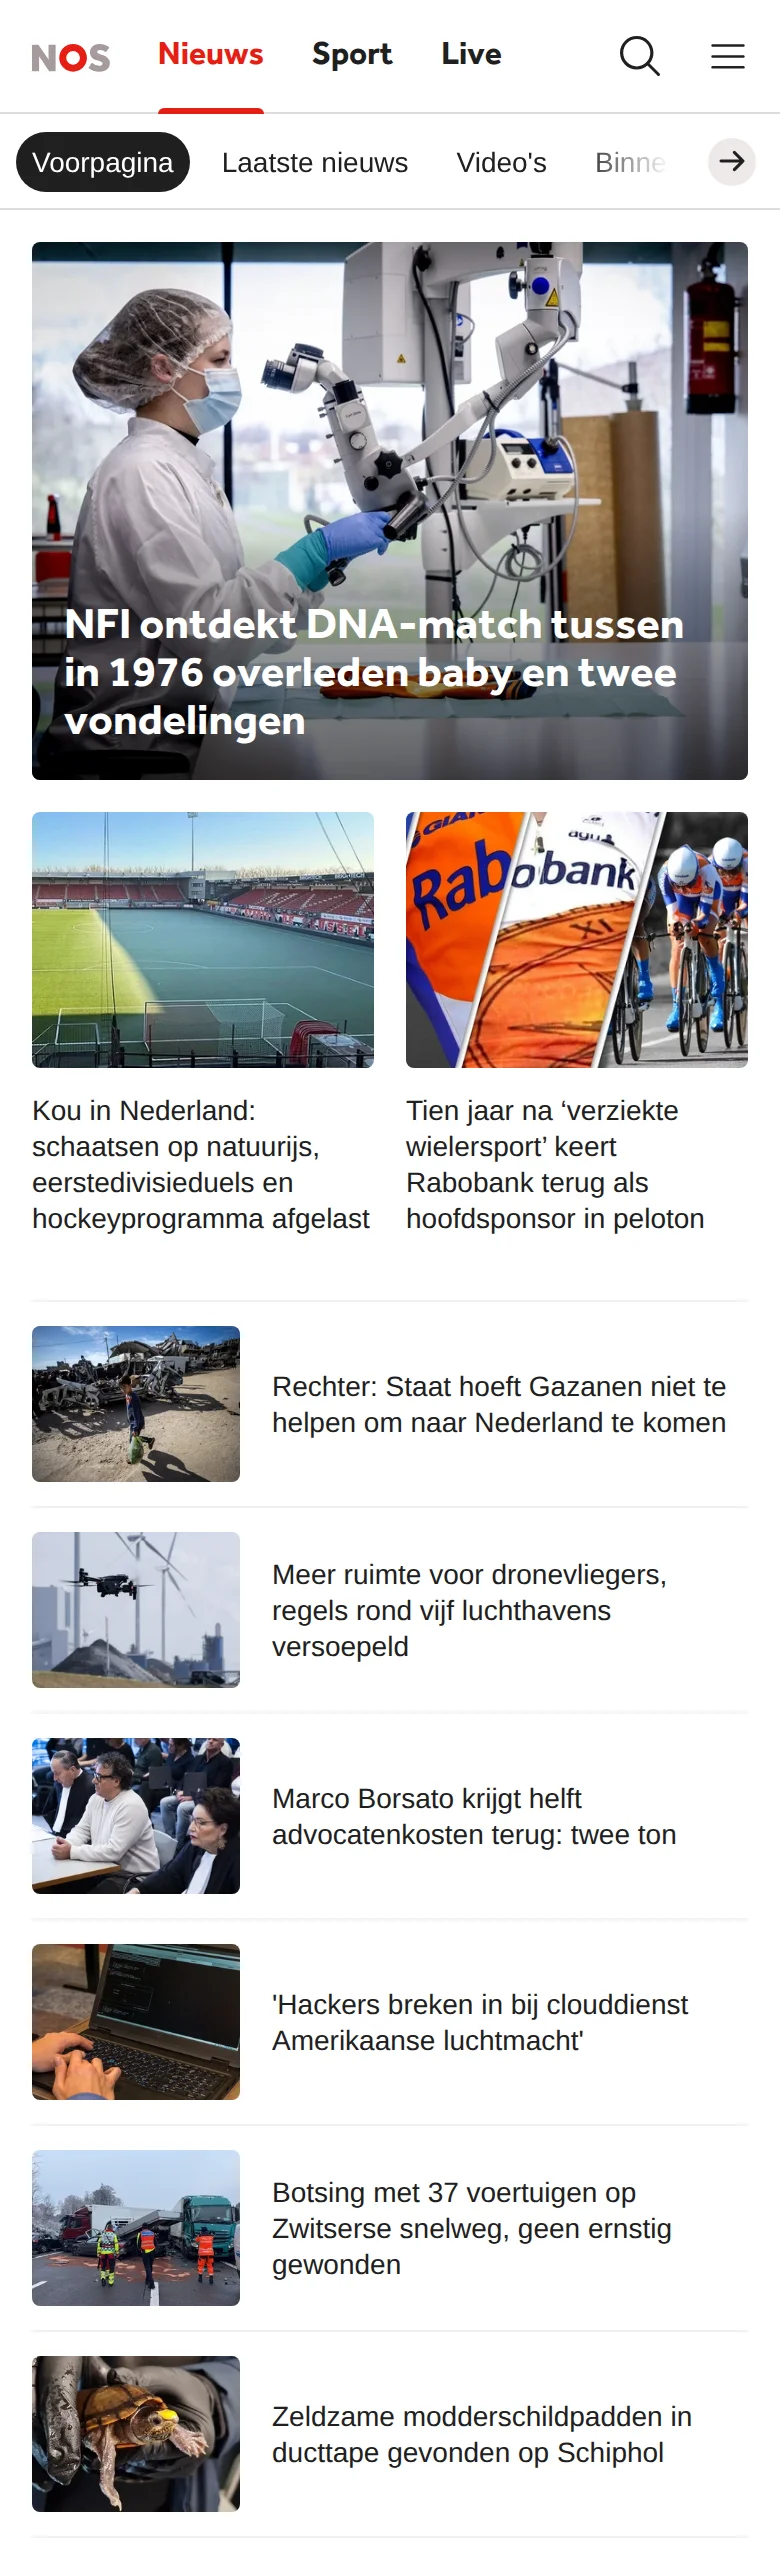 NOS
Nieuws
Sport
Live
Voorpagina
Laatste nieuws
Video's
Binne
NFI ontdekt DNA-match tussen
in 1976 overleden baby en twee
vondelingen
GIAN
Rabobank
agu
XI
Kou in Nederland:
schaatsen op natuurijs,
eerstedivisieduels en
hockeyprogramma afgelast
Tien jaar na ‘verziekte
wielersport’ keert
Rabobank terug als
hoofdsponsor in peloton
Rechter: Staat hoeft Gazanen niet te
helpen om naar Nederland te komen
Meer ruimte voor dronevliegers,
regels rond vijf luchthavens
versoepeld
Marco Borsato krijgt helft
advocatenkosten terug: twee ton
'Hackers breken in bij clouddienst
Amerikaanse luchtmacht'
Botsing met 37 voertuigen op
Zwitserse snelweg, geen ernstig
gewonden
Zeldzame modderschildpadden in
ducttape gevonden op Schiphol